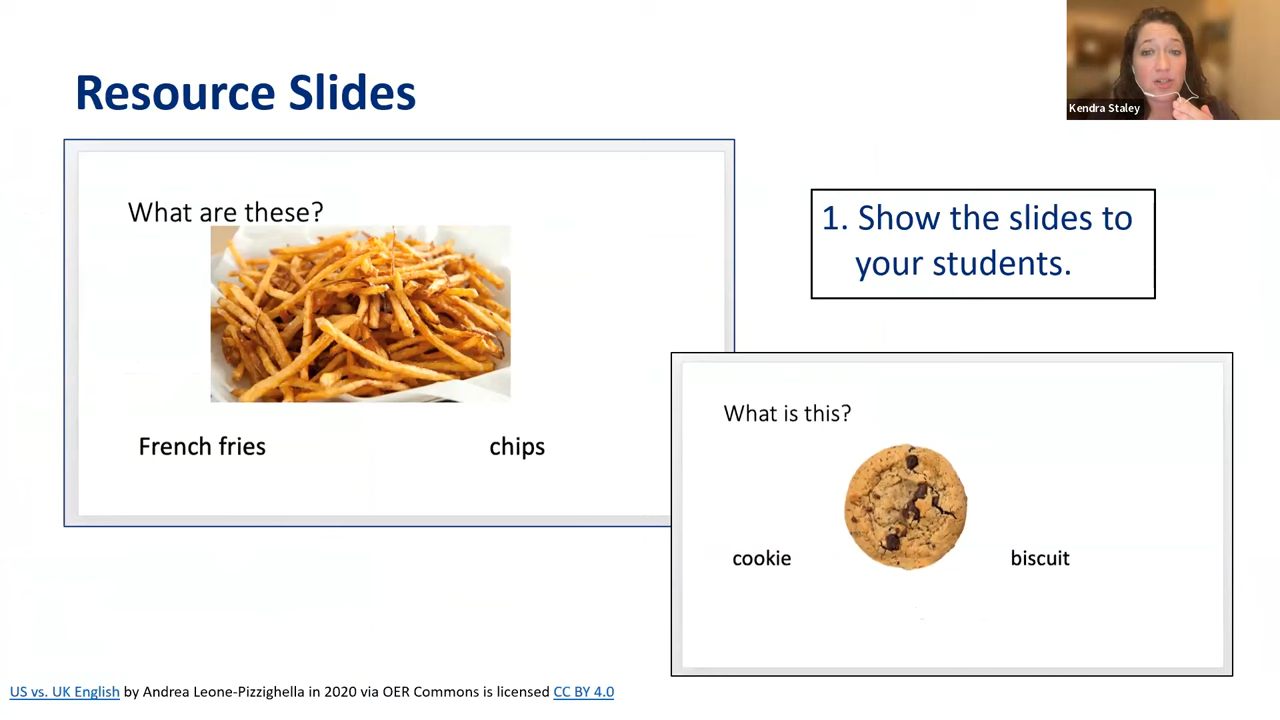 Resource Slides
Kendra Staley
What are these?
French fries
chips
1. Show the slides to
your students.
What is this?
cookie
biscuit
US vs. UK English by Andrea Leone-Pizzighella in 2020 via OER Commons is licensed CC BY 4.0